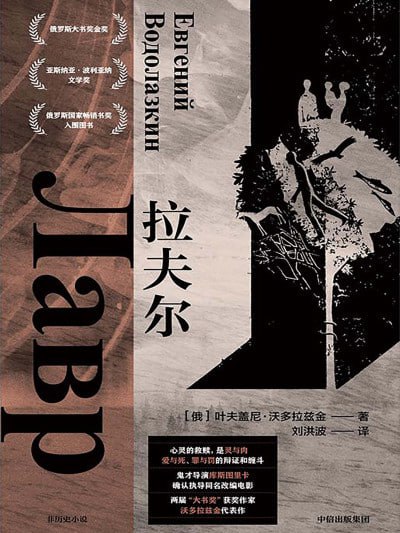 俄罗斯大书奖金奖
亚斯纳亚·波利亚纳
文学奖
俄罗斯国家畅销书奖
入围图书
Евгений
Водолазкин
Лавр
拉夫尔
［俄］叶夫盖尼·沃多拉兹金——著
刘洪波——译
心灵的救赎，是灵与肉
爱与死、罪与罚的辩证和缠斗
鬼才导演库斯图里卡
确认执导同名改编电影
两届“大书奖”获奖作家
沃多拉兹金代表作
非历史小说
中信出版集团